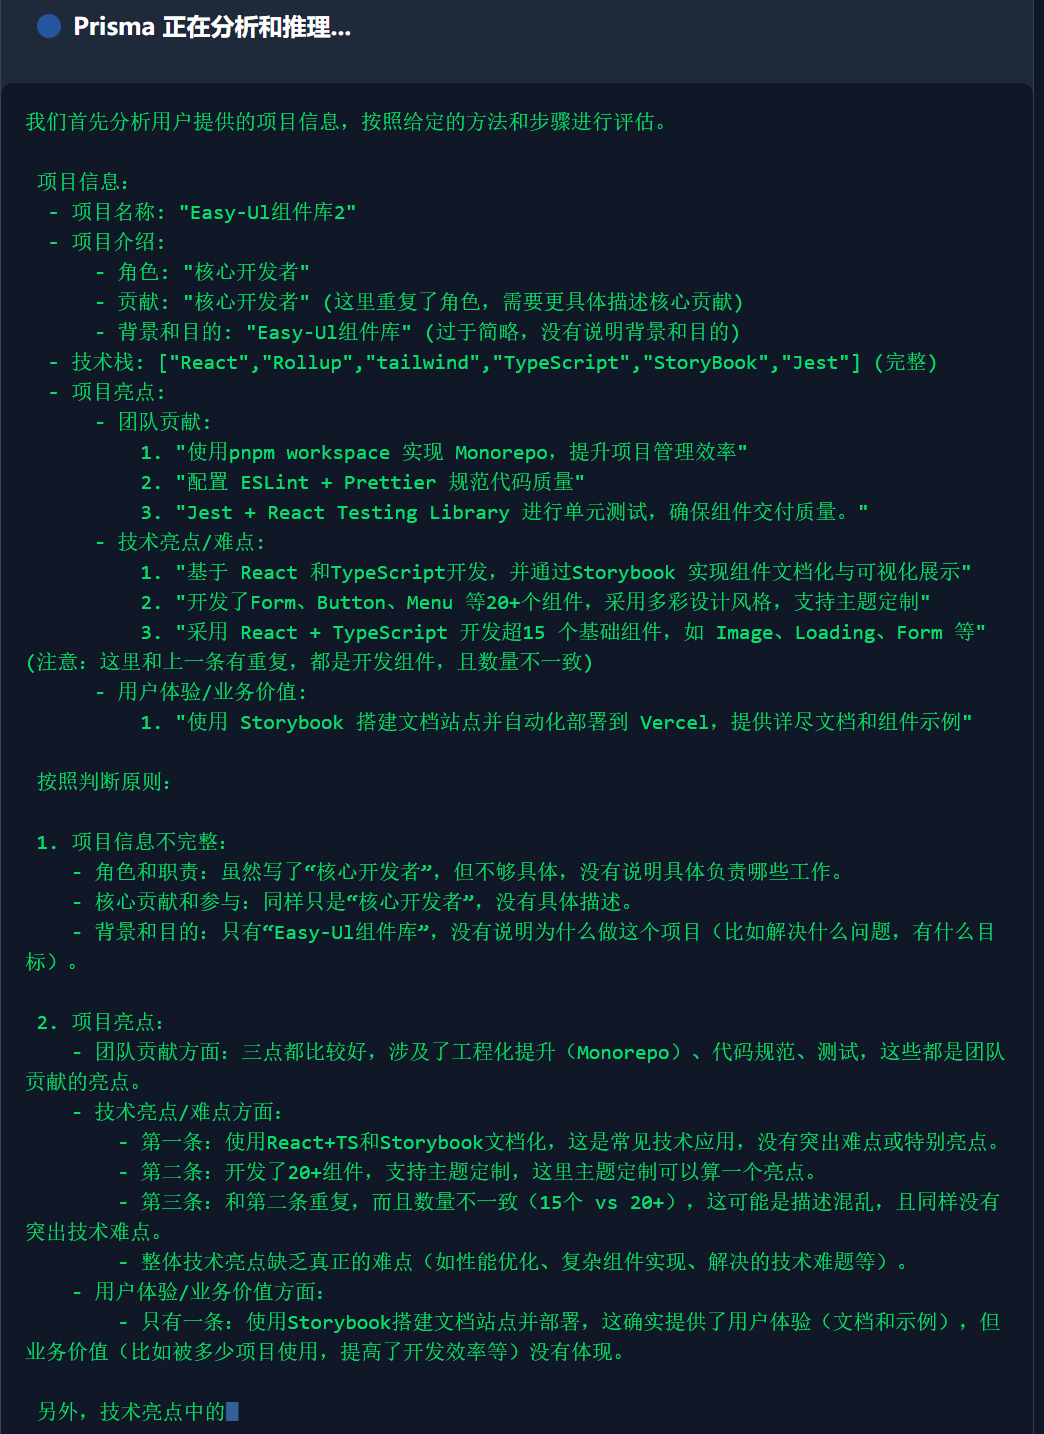 Prisma 正在分析和推理...
我们首先分析用户提供的项目信息，按照给定的方法和步骤进行评估。
项目信息：
- 项目名称: "Easy-Ul组件库2"
- 项目介绍:
- 角色: "核心开发者"
- 贡献: "核心开发者" (这里重复了角色，需要更具体描述核心贡献)
- 背景和目的: "Easy-Ul组件库" (过于简略，没有说明背景和目的)
- 技术栈: ["React","Rollup","tailwind","TypeScript","StoryBook","Jest"] (完整)
- 项目亮点:
- 团队贡献:
1. "使用pnpm workspace 实现 Monorepo，提升项目管理效率"
2. "配置 ESLint + Prettier 规范代码质量"
3. "Jest + React Testing Library 进行单元测试，确保组件交付质量。"
- 技术亮点/难点:
1. "基于 React 和TypeScript开发，并通过Storybook 实现组件文档化与可视化展示"
2. "开发了Form、Button、Menu 等20+个组件，采用多彩设计风格，支持主题定制"
3. "采用 React + TypeScript 开发超15 个基础组件，如 Image、Loading、Form 等"
(注意：这里和上一条有重复，都是开发组件，且数量不一致)
- 用户体验/业务价值:
1. "使用 Storybook 搭建文档站点并自动化部署到 Vercel，提供详尽文档和组件示例"
按照判断原则：
1. 项目信息不完整：
- 角色和职责：虽然写了“核心开发者”，但不够具体，没有说明具体负责哪些工作。
- 核心贡献和参与：同样只是“核心开发者”，没有具体描述。
- 背景和目的：只有“Easy-Ul组件库”，没有说明为什么做这个项目（比如解决什么问题，有什么目
标）。
2. 项目亮点：
- 团队贡献方面：三点都比较好，涉及了工程化提升（Monorepo）、代码规范、测试，这些都是团队
贡献的亮点。
- 技术亮点/难点方面：
- 第一条：使用React+TS和Storybook文档化，这是常见技术应用，没有突出难点或特别亮点。
- 第二条：开发了20+组件，支持主题定制，这里主题定制可以算一个亮点。
- 第三条：和第二条重复，而且数量不一致（15个 vs 20+），这可能是描述混乱，且同样没有
突出技术难点。
- 整体技术亮点缺乏真正的难点（如性能优化、复杂组件实现、解决的技术难题等）。
- 用户体验/业务价值方面：
- 只有一条：使用Storybook搭建文档站点并部署，这确实提供了用户体验（文档和示例），但
业务价值（比如被多少项目使用，提高了开发效率等）没有体现。
另外，技术亮点中的